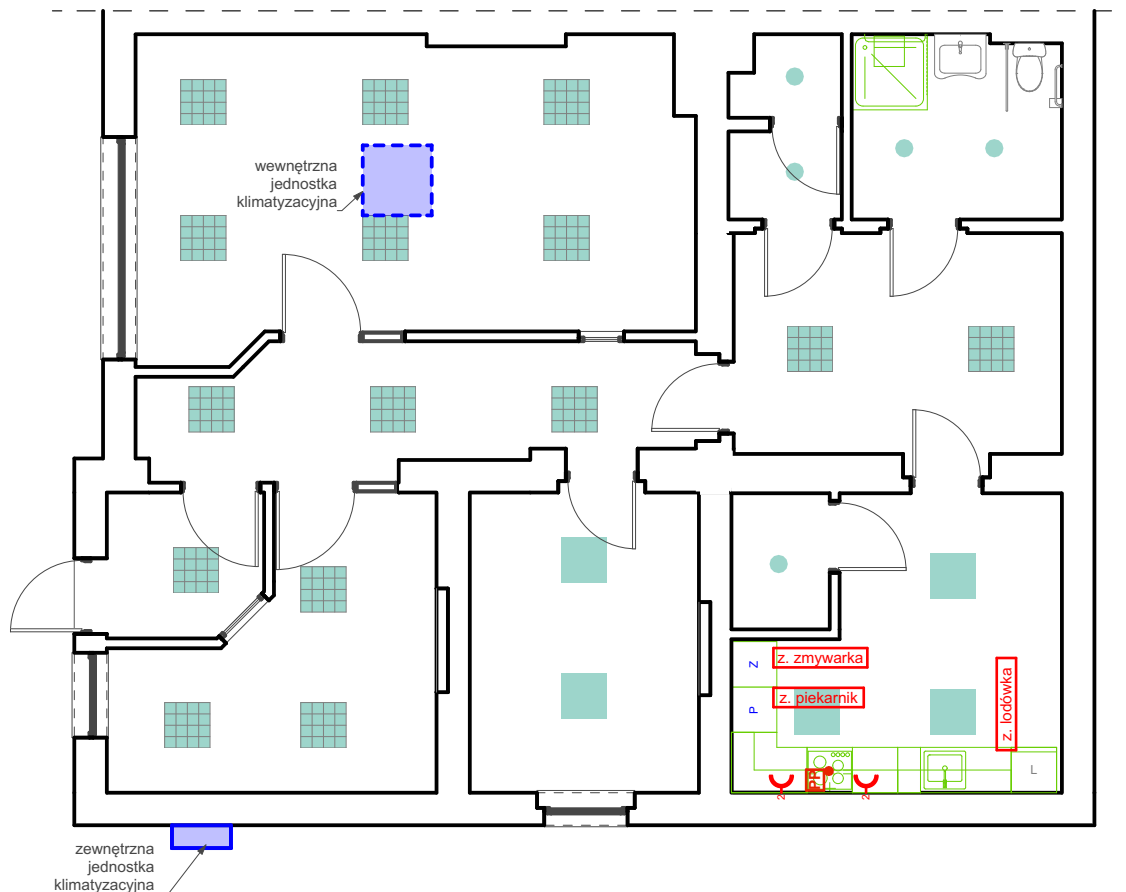 wewnętrzna
jednostka
klimatyzacyjna
Z
z. zmywarka
P
z. piekarnik
z. lodówka
PP
2
2
L
zewnętrzna
jednostka
klimatyzacyjna